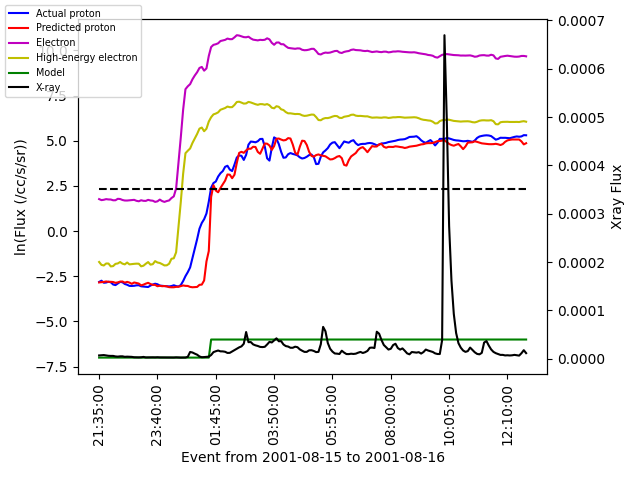 Actual proton
Predicted proton
Electron
High-energy electron
Model
X-ray
10.0
7.5
5.0
2.5
0.0
−2.5
−5.0
−7.5
ln(Flux (/cc/s/sr))
0.0007
0.0006
0.0005
0.0004
0.0003
0.0002
0.0001
0.0000
Xray Flux
21:35:00
23:40:00
01:45:00
03:50:00
05:55:00
08:00:00
10:05:00
12:10:00
Event from 2001-08-15 to 2001-08-16